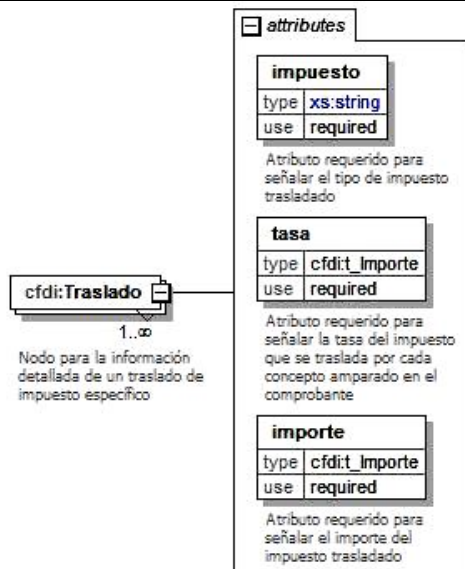 attributes
impuesto
type xs:string
use required
Atributo requerido para
señalar el tipo de impuesto
trasladado
tasa
type cfdi:t_Importe
use required
Atributo requerido para
señalar la tasa del impuesto
que se traslada por cada
concepto amparado en el
comprobante
cfdi:Traslado
1..∞
Nodo para la información
detallada de un traslado de
impuesto específico
importe
type cfdi:t_Importe
use required
Atributo requerido para
señalar el importe del
impuesto trasladado